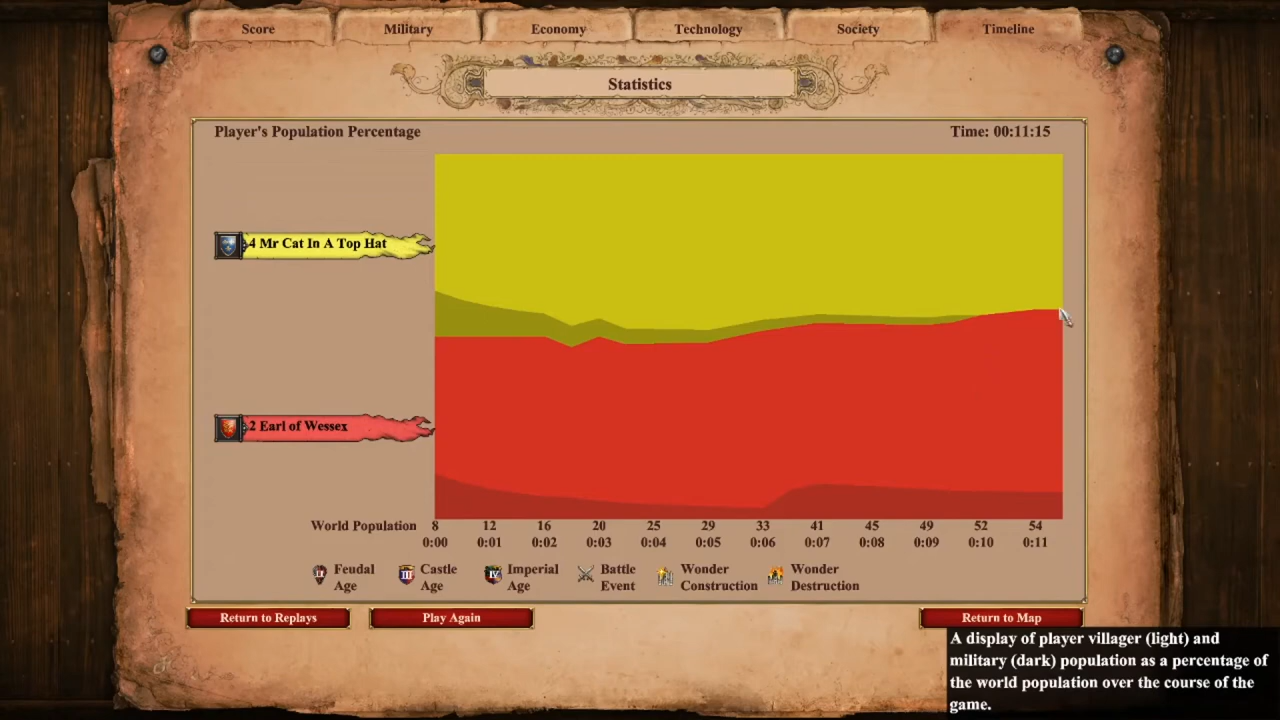 Score Military Economy Technology Society Timeline
Statistics
Player's Population Percentage Time: 00:11:15
4 Mr Cat In A Top Hat
2 Earl of Wessex
World Population 8 12 16 20 25 29 33 41 45 49 52 54
0:00 0:01 0:02 0:03 0:04 0:05 0:06 0:07 0:08 0:09 0:10 0:11
II Feudal Age
III Castle Age
IV Imperial Age
Battle Event
Wonder Construction
Wonder Destruction
Return to Replays Play Again Return to Map
A display of player villager (light) and
military (dark) population as a percentage of
the world population over the course of the
game.